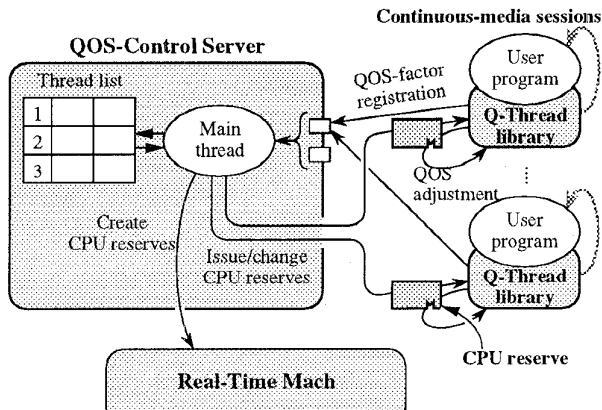 Continuous-media sessions
QOS-Control Server
User
program
Thread list
QOS-factor
registration
Q-Thread
library
1
2
3
Main
thread
QOS
adjustment
Create
CPU reserves
Issue/change
CPU reserves
User
program
Q-Thread
library
CPU reserve
Real-Time Mach